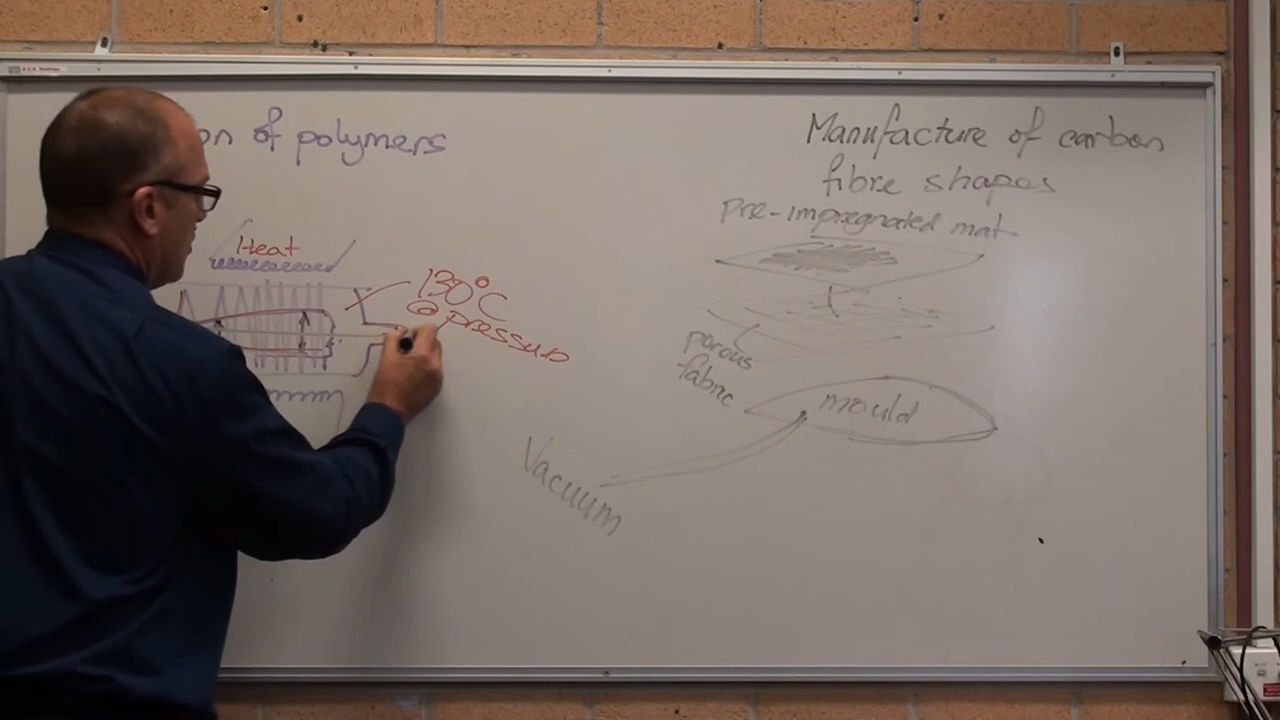 on of polymers
Heat
130°C
@ pressure
Manufacture of carbon
fibre shapes
Pre-impregnated mat
porous
fabric
mould
Vacuum